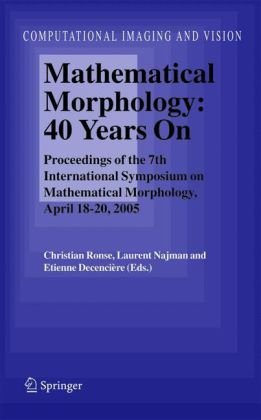 COMPUTATIONAL IMAGING AND VISION
Mathematical
Morphology:
40 Years On
Proceedings of the 7th
International Symposium on
Mathematical Morphology,
April 18-20, 2005
Christian Ronse, Laurent Najman and
Etienne Decencière (Eds.)
Springer